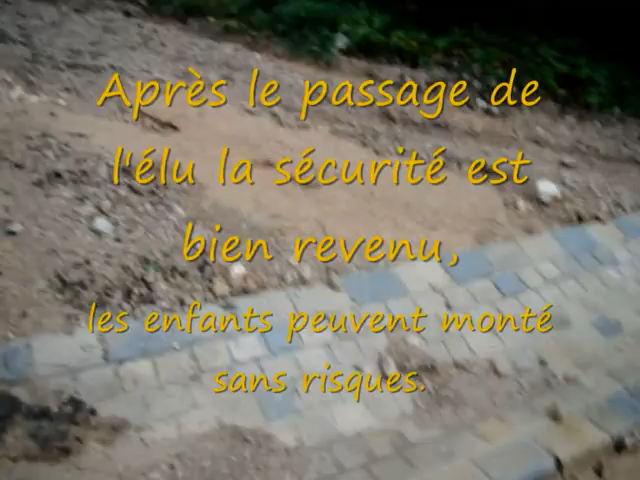 Après le passage de
l'élu la sécurité est
bien revenu,
les enfants peuvent monté
sans risques.